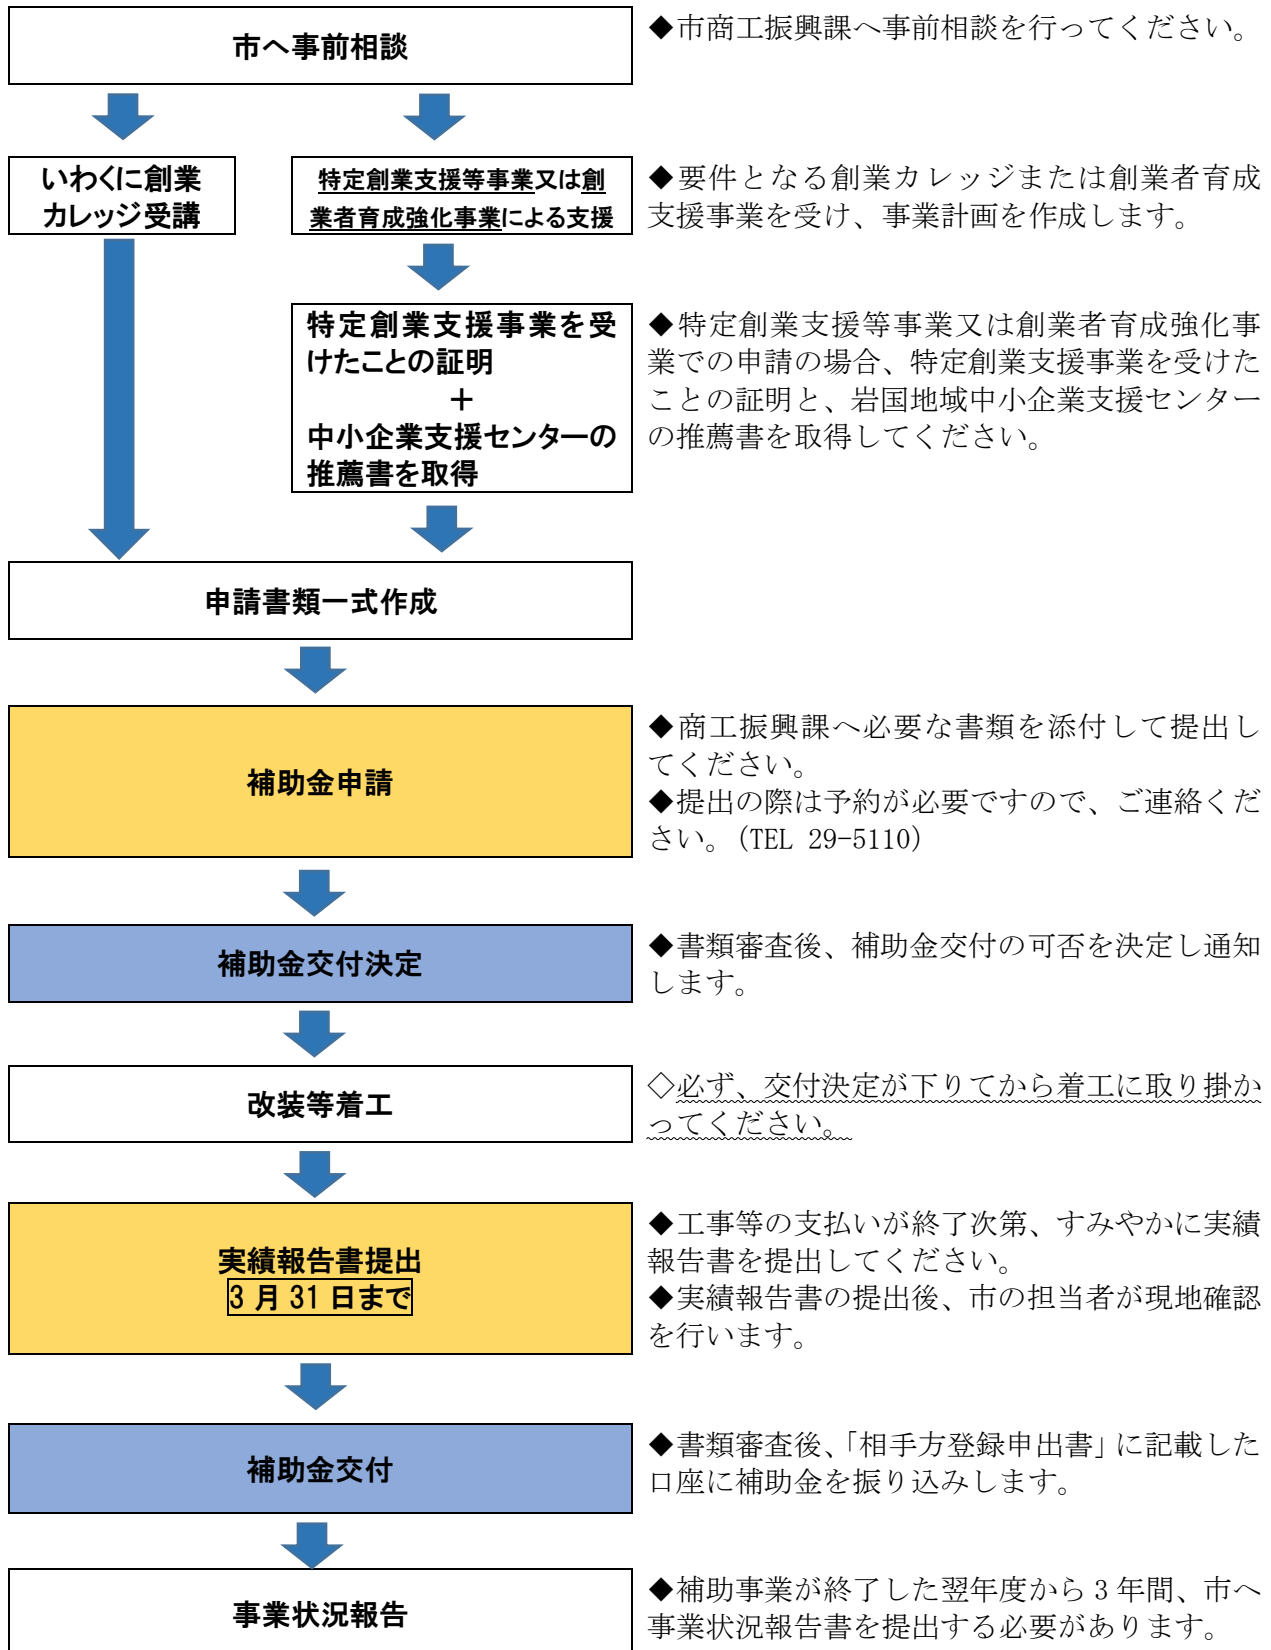 市へ事前相談
◆市商工振興課へ事前相談を行ってください。
いわくに創業
カレッジ受講
特定創業支援等事業又は創
業者育成強化事業による支援
◆要件となる創業カレッジまたは創業者育成
支援事業を受け、事業計画を作成します。
特定創業支援事業を受
けたことの証明
＋
中小企業支援センターの
推薦書を取得
◆特定創業支援等事業又は創業者育成強化事
業での申請の場合、特定創業支援事業を受けた
ことの証明と、岩国地域中小企業支援センター
の推薦書を取得してください。
申請書類一式作成
補助金申請
◆商工振興課へ必要な書類を添付して提出し
てください。
◆提出の際は予約が必要ですので、ご連絡くだ
さい。(TEL 29-5110)
補助金交付決定
◆書類審査後、補助金交付の可否を決定し通知
します。
改装等着工
◇必ず、交付決定が下りてから着工に取り掛か
ってください。
実績報告書提出
3 月 31 日まで
◆工事等の支払いが終了次第、すみやかに実績
報告書を提出してください。
◆実績報告書の提出後、市の担当者が現地確認
を行います。
補助金交付
◆書類審査後、「相手方登録申出書」に記載した
口座に補助金を振り込みします。
事業状況報告
◆補助事業が終了した翌年度から 3 年間、市へ
事業状況報告書を提出する必要があります。